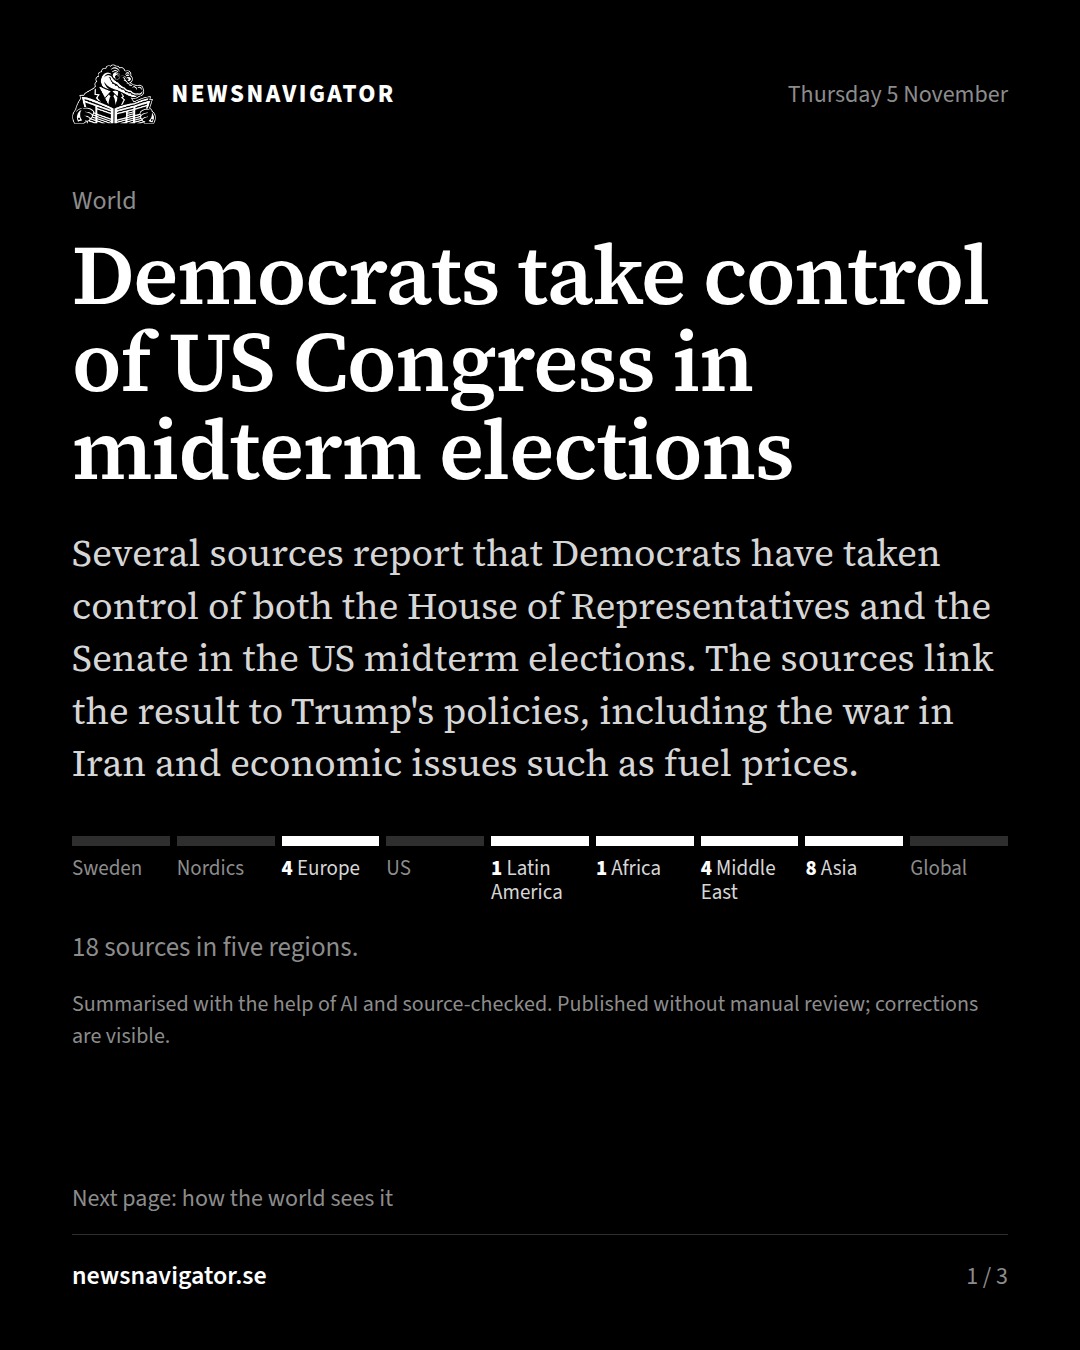 NEWSNAVIGATOR
Thursday 5 November
World
Democrats take control
of US Congress in
midterm elections
Several sources report that Democrats have taken
control of both the House of Representatives and the
Senate in the US midterm elections. The sources link
the result to Trump's policies, including the war in
Iran and economic issues such as fuel prices.
Sweden
Nordics
4 Europe
US
1 Latin
America
1 Africa
4 Middle
East
8 Asia
Global
18 sources in five regions.
Summarised with the help of AI and source-checked. Published without manual review; corrections
are visible.
Next page: how the world sees it
newsnavigator.se
1 / 3